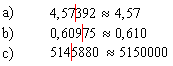 a) 4,57392 ≈ 4,57
b) 0,60975 ≈ 0,610
c) 5145880 ≈ 5150000